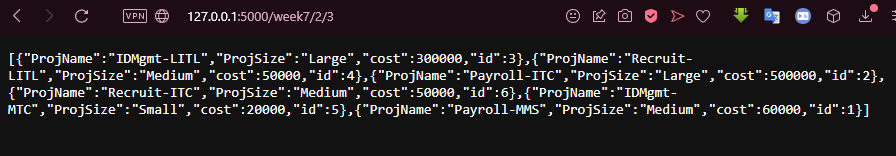 VPN
127.0.0.1:5000/week7/2/3
[{"ProjName":"IDMgmt-LITL","ProjSize":"Large","cost":300000,"id":3},{"ProjName":"Recruit-
LITL","ProjSize":"Medium","cost":50000,"id":4},{"ProjName":"Payroll-ITC","ProjSize":"Large","cost":500000,"id":2},
{"ProjName":"Recruit-ITC","ProjSize":"Medium","cost":50000,"id":6},{"ProjName":"IDMgmt-
MTC","ProjSize":"Small","cost":20000,"id":5},{"ProjName":"Payroll-MMS","ProjSize":"Medium","cost":60000,"id":1}]